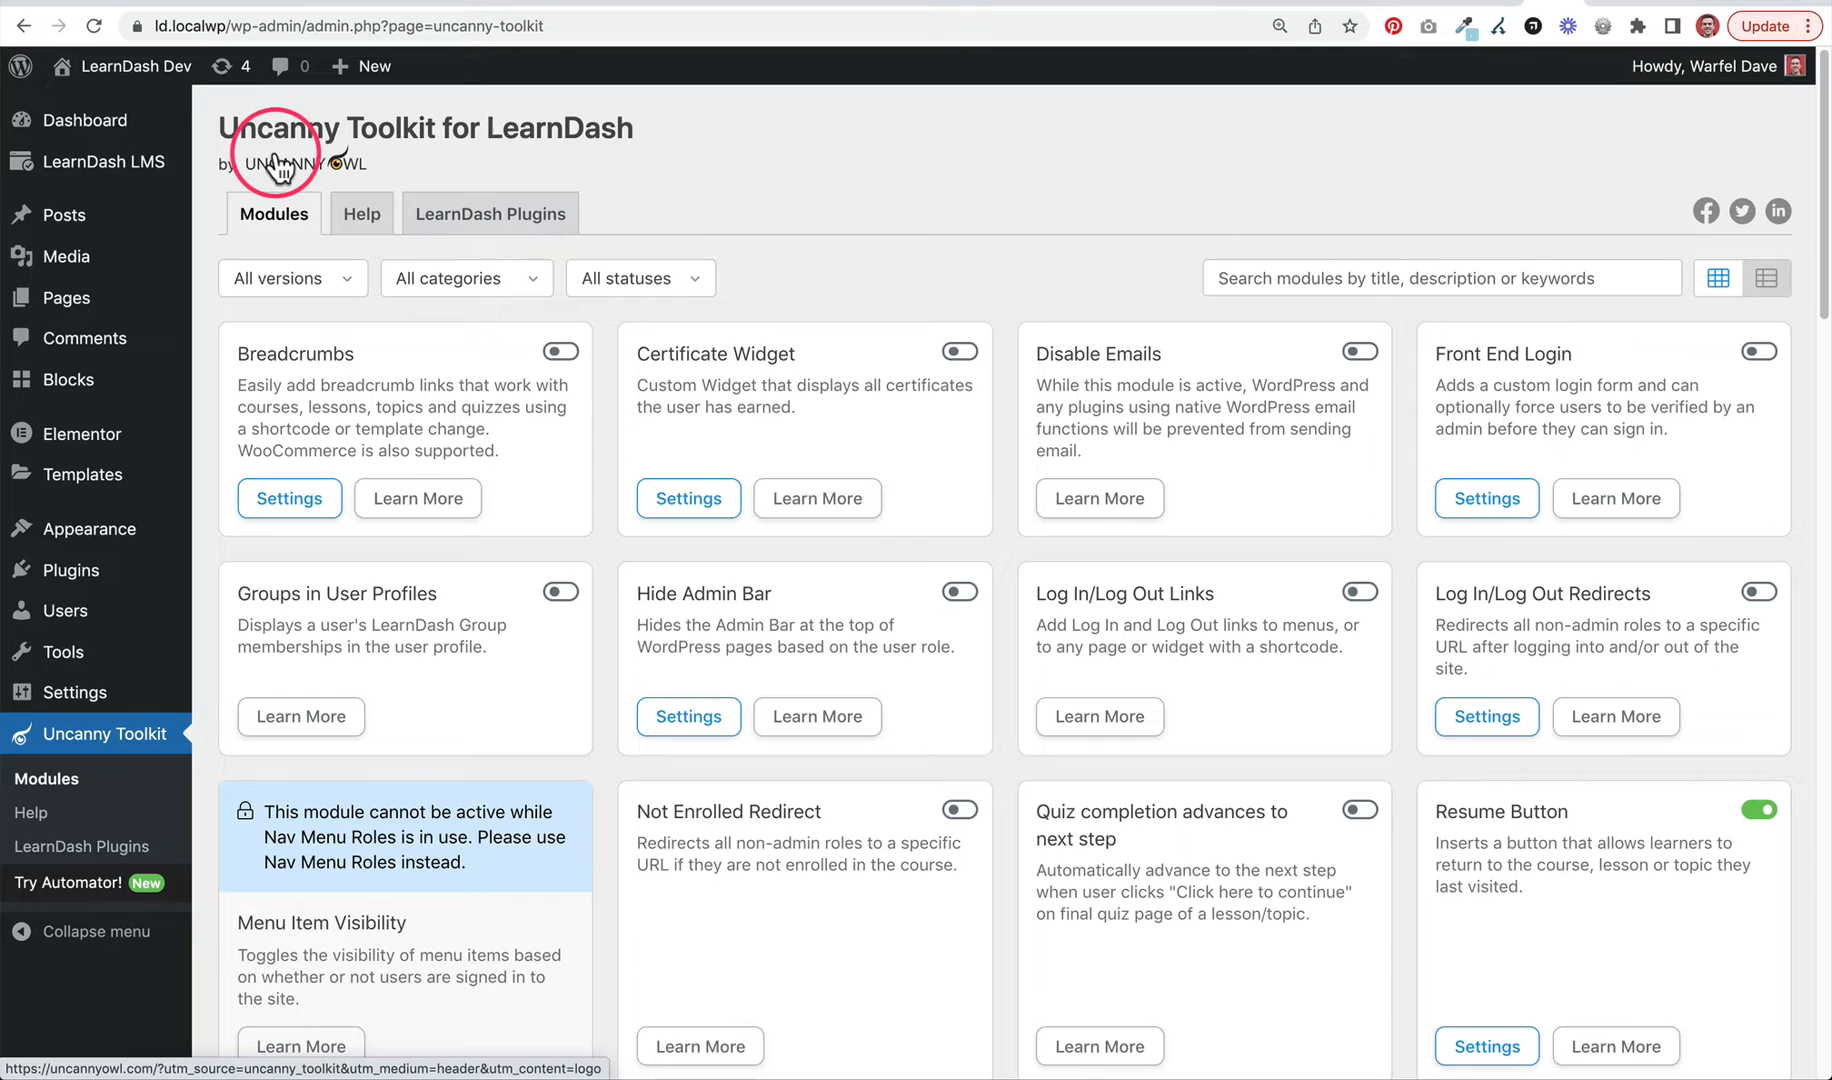 ld.localwp/wp-admin/admin.php?page=uncanny-toolkit
Update
LearnDash Dev
4
0
New
Howdy, Warfel Dave
Dashboard
LearnDash LMS
Posts
Media
Pages
Comments
Blocks
Elementor
Templates
Appearance
Plugins
Users
Tools
Settings
Uncanny Toolkit
Modules
Help
LearnDash Plugins
Try Automator! New
Collapse menu
Uncanny Toolkit for LearnDash
by UNCANNY OWL
Modules
Help
LearnDash Plugins
All versions
All categories
All statuses
Search modules by title, description or keywords
Breadcrumbs
Easily add breadcrumb links that work with
courses, lessons, topics and quizzes using
a shortcode or template change.
WooCommerce is also supported.
Settings
Learn More
Certificate Widget
Custom Widget that displays all certificates
the user has earned.
Settings
Learn More
Disable Emails
While this module is active, WordPress and
any plugins using native WordPress email
functions will be prevented from sending
email.
Learn More
Front End Login
Adds a custom login form and can
optionally force users to be verified by an
admin before they can sign in.
Settings
Learn More
Groups in User Profiles
Displays a user's LearnDash Group
memberships in the user profile.
Learn More
Hide Admin Bar
Hides the Admin Bar at the top of
WordPress pages based on the user role.
Settings
Learn More
Log In/Log Out Links
Add Log In and Log Out links to menus, or
to any page or widget with a shortcode.
Learn More
Log In/Log Out Redirects
Redirects all non-admin roles to a specific
URL after logging into and/or out of the
site.
Settings
Learn More
This module cannot be active while
Nav Menu Roles is in use. Please use
Nav Menu Roles instead.
Menu Item Visibility
Toggles the visibility of menu items based
on whether or not users are signed in to
the site.
Learn More
Not Enrolled Redirect
Redirects all non-admin roles to a specific
URL if they are not enrolled in the course.
Learn More
Quiz completion advances to
next step
Automatically advance to the next step
when user clicks "Click here to continue"
on final quiz page of a lesson/topic.
Learn More
Resume Button
Inserts a button that allows learners to
return to the course, lesson or topic they
last visited.
Settings
Learn More
https://uncannyowl.com/?utm_source=uncanny_toolkit&utm_medium=header&utm_content=logo